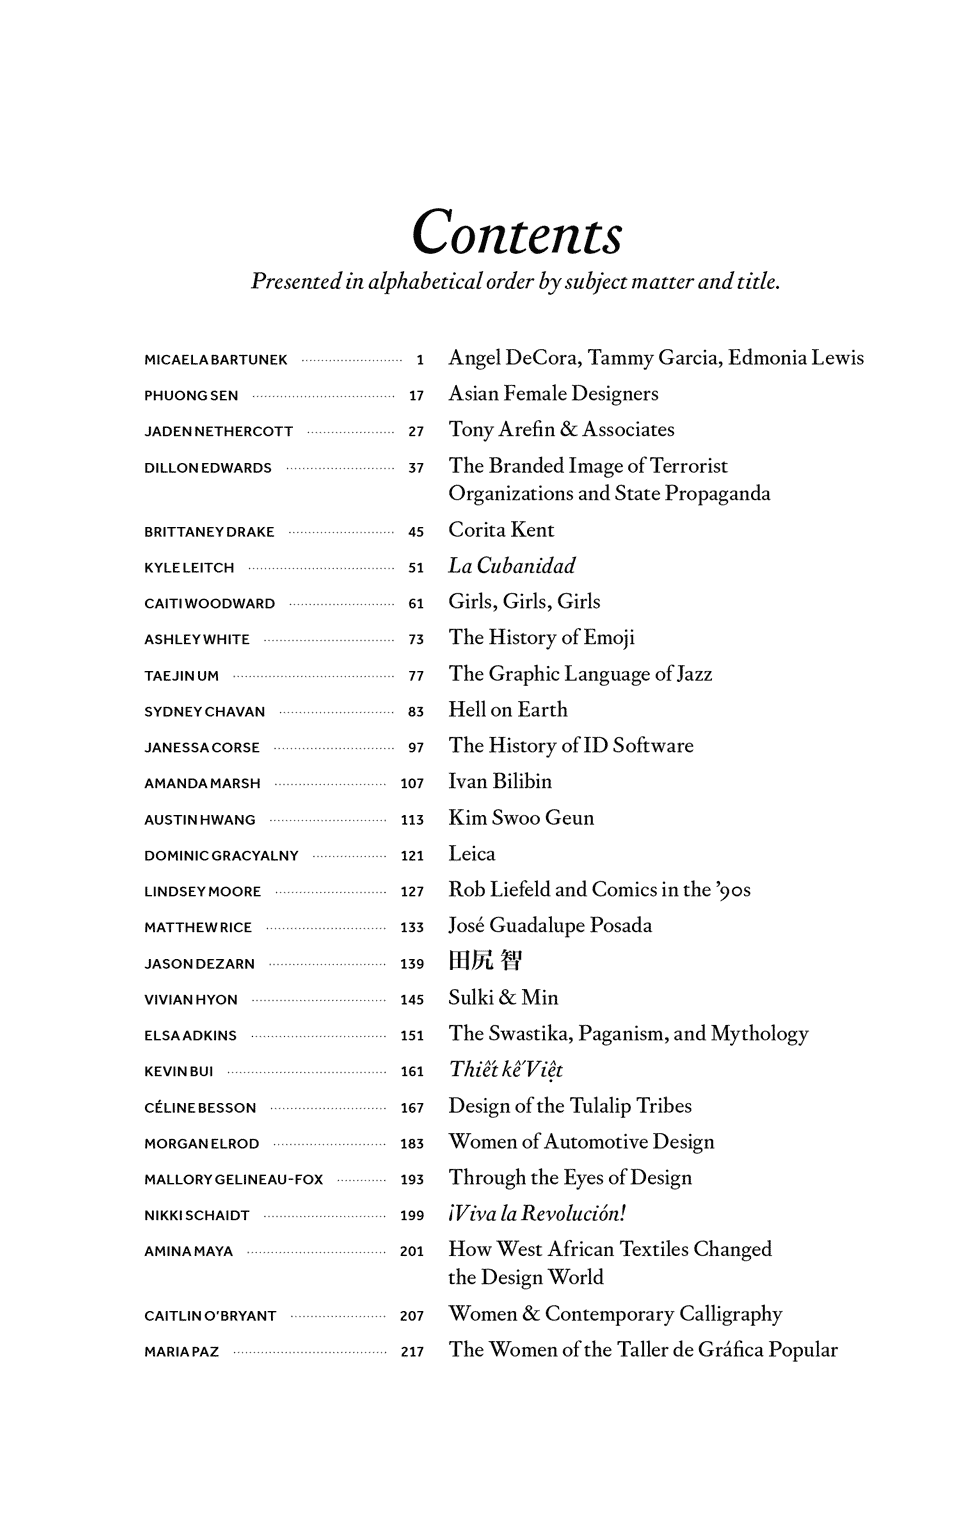 Contents
Presented in alphabetical order by subject matter and title.
MICAELA BARTUNEK 1 Angel DeCora, Tammy Garcia, Edmonia Lewis
PHUONG SEN 17 Asian Female Designers
JADEN NETHERCOTT 27 Tony Arefin & Associates
DILLON EDWARDS 37 The Branded Image of Terrorist
Organizations and State Propaganda
BRITTANEY DRAKE 45 Corita Kent
KYLE LEITCH 51 La Cubanidad
CAITI WOODWARD 61 Girls, Girls, Girls
ASHLEY WHITE 73 The History of Emoji
TAEJIN UM 77 The Graphic Language of Jazz
SYDNEY CHAVAN 83 Hell on Earth
JANESSA CORSE 97 The History of ID Software
AMANDA MARSH 107 Ivan Bilibin
AUSTIN HWANG 113 Kim Swoo Geun
DOMINIC GRACYALNY 121 Leica
LINDSEY MOORE 127 Rob Liefeld and Comics in the ’90s
MATTHEW RICE 133 José Guadalupe Posada
JASON DEZARN 139 田尻 智
VIVIAN HYON 145 Sulki & Min
ELSA ADKINS 151 The Swastika, Paganism, and Mythology
KEVIN BUI 161 Thiết kế Việt
CÉLINE BESSON 167 Design of the Tulalip Tribes
MORGAN ELROD 183 Women of Automotive Design
MALLORY GELINEAU-FOX 193 Through the Eyes of Design
NIKKI SCHAIDT 199 ¡Viva la Revolución!
AMINA MAYA 201 How West African Textiles Changed
the Design World
CAITLIN O’BRYANT 207 Women & Contemporary Calligraphy
MARIA PAZ 217 The Women of the Taller de Gráfica Popular